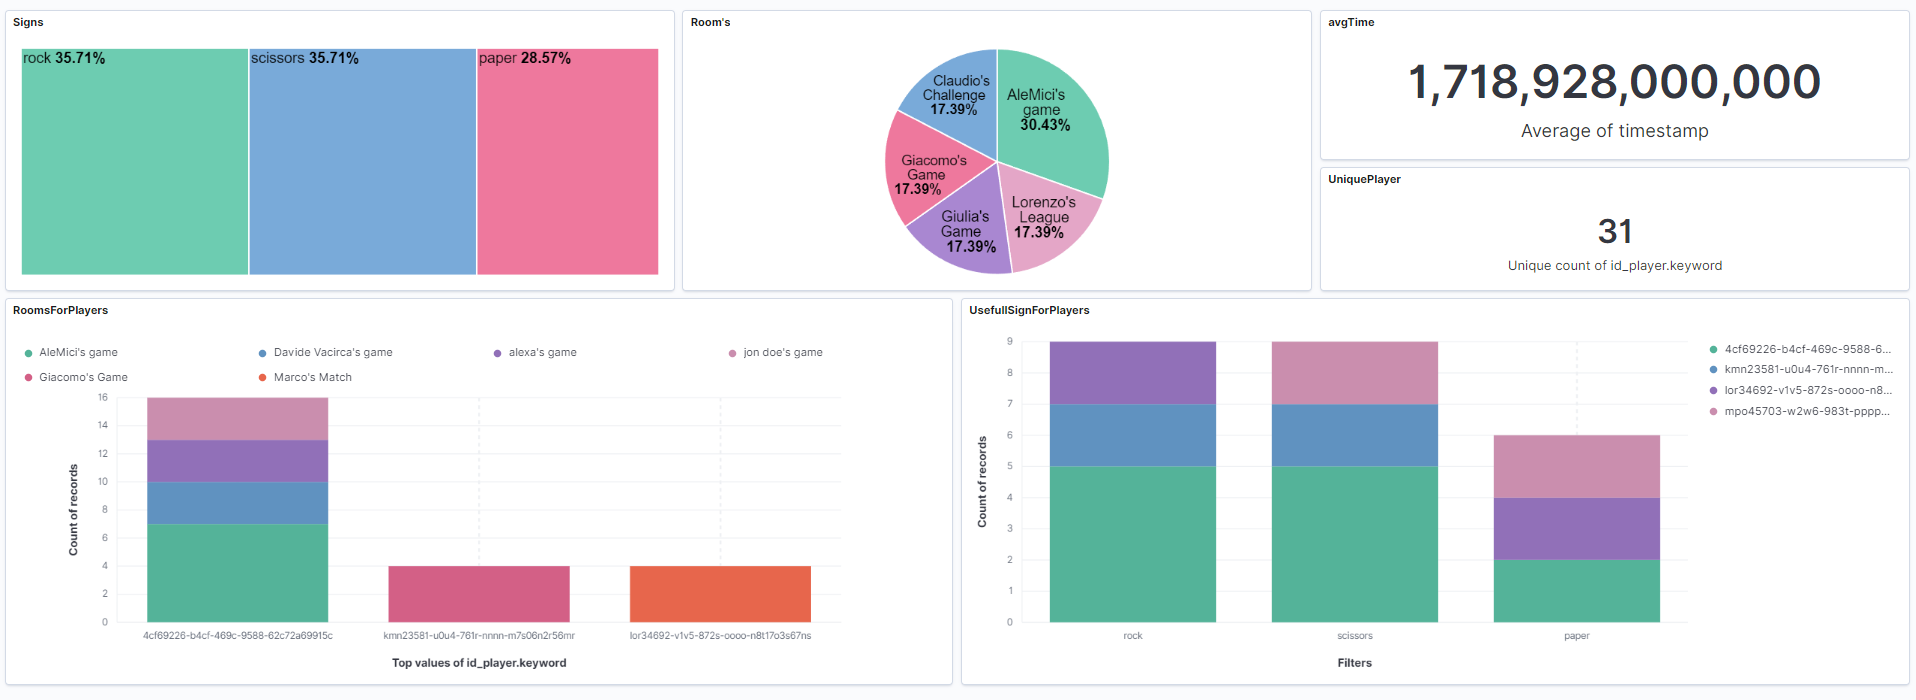 Signs
rock 35.71%
scissors 35.71%
paper 28.57%
Room's
Claudio's
Challenge
17.39%
AleMici's
game
30.43%
Giacomo's
Game
17.39%
Lorenzo's
League
17.39%
Giulia's
Game
17.39%
avgTime
1,718,928,000,000
Average of timestamp
UniquePlayer
31
Unique count of id_player.keyword
RoomsForPlayers
AleMici's game
Davide Vacirca's game
alexa's game
jon doe's game
Giacomo's Game
Marco's Match
Count of records
16
14
12
10
8
6
4
2
0
4cf69226-b4cf-469c-9588-62c72a69915c
kmn23581-u0u4-761r-nnnn-m7s06n2r56mr
lor34692-v1v5-872s-oooo-n8t17o3s67ns
Top values of id_player.keyword
UsefullSignForPlayers
Count of records
9
8
7
6
5
4
3
2
1
0
rock
scissors
paper
Filters
4cf69226-b4cf-469c-9588-6...
kmn23581-u0u4-761r-nnnn-m...
lor34692-v1v5-872s-oooo-n8...
mpo45703-w2w6-983t-pppp...